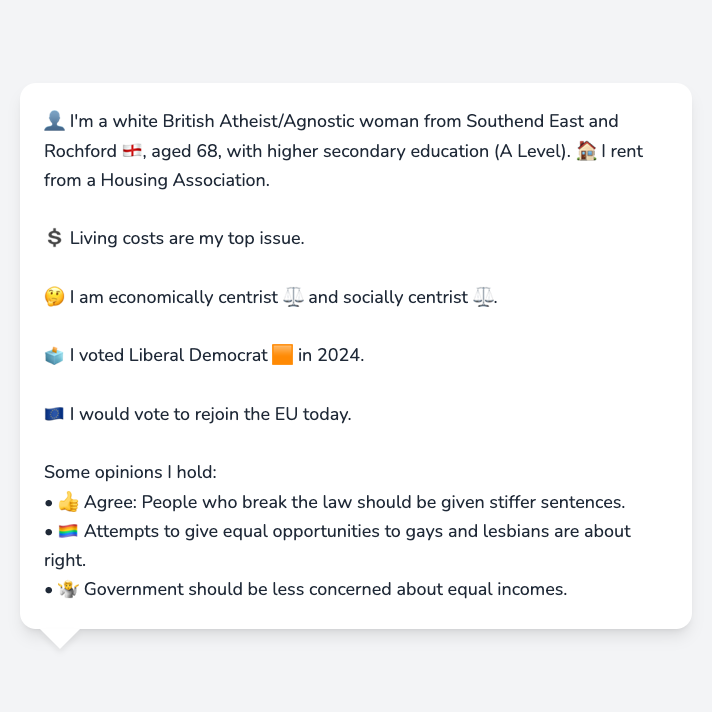 👤 I'm a white British Atheist/Agnostic woman from Southend East and
Rochford 🏴󠁧󠁢󠁥󠁮󠁧󠁿, aged 68, with higher secondary education (A Level). 🏠 I rent
from a Housing Association.
💲 Living costs are my top issue.
🤔 I am economically centrist ⚖️ and socially centrist ⚖️.
🗳️ I voted Liberal Democrat 🟧 in 2024.
🇪🇺 I would vote to rejoin the EU today.
Some opinions I hold:
• 👍 Agree: People who break the law should be given stiffer sentences.
• 🏳️‍🌈 Attempts to give equal opportunities to gays and lesbians are about
right.
• 🤷 Government should be less concerned about equal incomes.